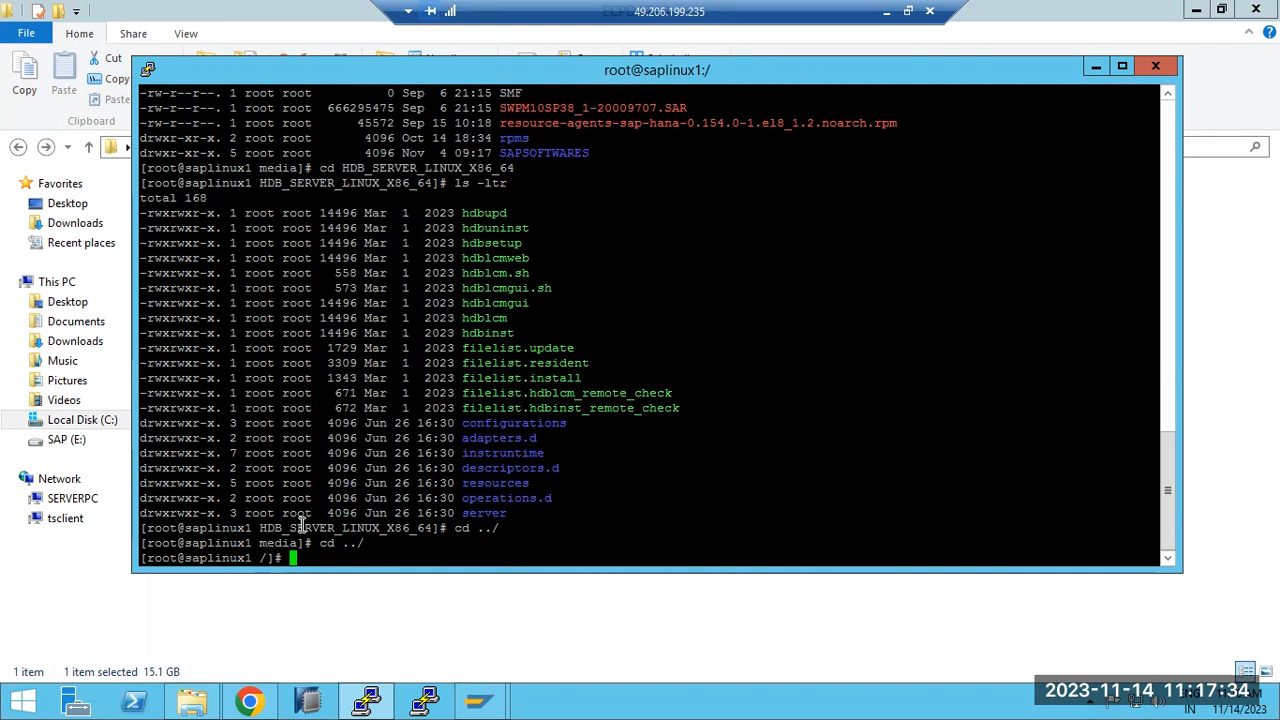 49.206.199.235
File
Home
Share
View
Copy
Paste
Cut
Copy
Paste
Clipboard
root@saplinux1:/
-rw-r--r--. 1 root root 0 Sep 6 21:15 SMF
-rw-r--r--. 1 root root 666295475 Sep 6 21:15 SWPM10SP38_1-20009707.SAR
-rw-r--r--. 1 root root 45572 Sep 15 10:18 resource-agents-sap-hana-0.154.0-1.el8_1.2.noarch.rpm
drwxr-xr-x. 2 root root 4096 Oct 14 18:34 rpms
drwxr-xr-x. 5 root root 4096 Nov 4 09:17 SAPSOFTWARES
[root@saplinux1 media]# cd HDB_SERVER_LINUX_X86_64
[root@saplinux1 HDB_SERVER_LINUX_X86_64]# ls -ltr
total 168
-rwxrwxr-x. 1 root root 14496 Mar 1 2023 hdbupd
-rwxrwxr-x. 1 root root 14496 Mar 1 2023 hdbuninst
-rwxrwxr-x. 1 root root 14496 Mar 1 2023 hdbsetup
-rwxrwxr-x. 1 root root 14496 Mar 1 2023 hdblcmweb
-rwxrwxr-x. 1 root root 558 Mar 1 2023 hdblcm.sh
-rwxrwxr-x. 1 root root 573 Mar 1 2023 hdblcmgui.sh
-rwxrwxr-x. 1 root root 14496 Mar 1 2023 hdblcmgui
-rwxrwxr-x. 1 root root 14496 Mar 1 2023 hdblcm
-rwxrwxr-x. 1 root root 14496 Mar 1 2023 hdbinst
-rwxrwxr-x. 1 root root 1729 Mar 1 2023 filelist.update
-rwxrwxr-x. 1 root root 3309 Mar 1 2023 filelist.resident
-rwxrwxr-x. 1 root root 1343 Mar 1 2023 filelist.install
-rwxrwxr-x. 1 root root 671 Mar 1 2023 filelist.hdblcm_remote_check
-rwxrwxr-x. 1 root root 672 Mar 1 2023 filelist.hdbinst_remote_check
drwxrwxr-x. 3 root root 4096 Jun 26 16:30 configurations
drwxrwxr-x. 2 root root 4096 Jun 26 16:30 adapters.d
drwxrwxr-x. 7 root root 4096 Jun 26 16:30 instruntime
drwxrwxr-x. 2 root root 4096 Jun 26 16:30 descriptors.d
drwxrwxr-x. 5 root root 4096 Jun 26 16:30 resources
drwxrwxr-x. 2 root root 4096 Jun 26 16:30 operations.d
drwxrwxr-x. 3 root root 4096 Jun 26 16:30 server
[root@saplinux1 HDB_SERVER_LINUX_X86_64]# cd ../
[root@saplinux1 media]# cd ../
[root@saplinux1 /]#
Favorites
Desktop
Downloads
Recent places
This PC
Desktop
Documents
Downloads
Music
Pictures
Videos
Local Disk (C:)
SAP (E:)
Network
SERVERPC
tsclient
1 item
1 item selected 15.1 GB
2023-11-14 11:17:34
IN
11/14/2023